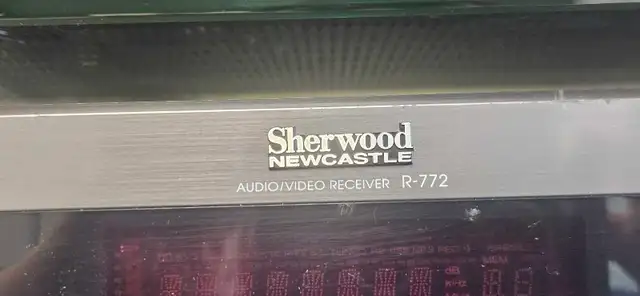 Sherwood
NEWCASTLE
AUDIO/VIDEO RECEIVER R-772